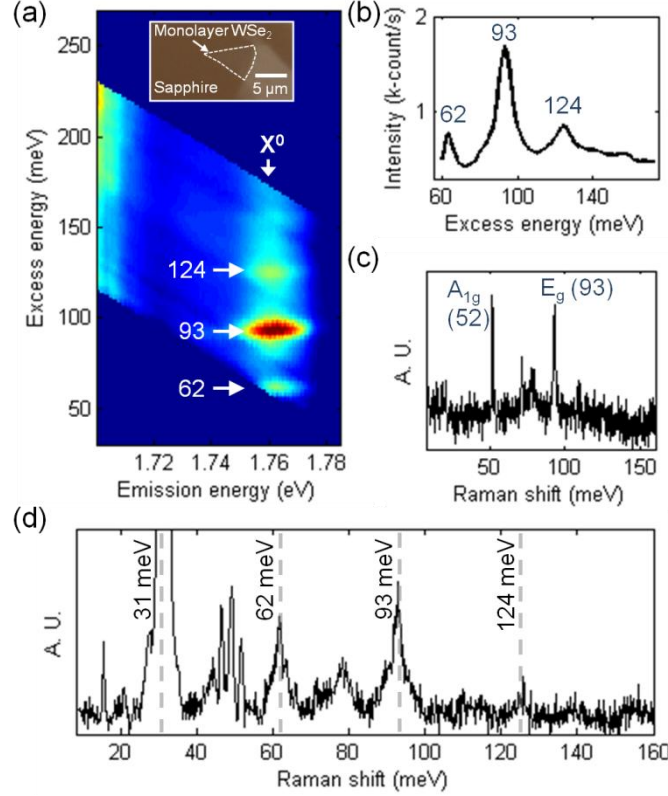 (a)
250
200
150
100
50
Excess energy (meV)
1.72
1.74
1.76
1.78
Emission energy (eV)
Monolayer WSe₂
Sapphire
5 μm
X⁰
124
93
62
(b)
Intensity (k-count/s)
2
1
62
93
124
60
100
140
Excess energy (meV)
(c)
A. U.
A₁g
(52)
E_g (93)
50
100
150
Raman shift (meV)
(d)
A. U.
31 meV
62 meV
93 meV
124 meV
20
40
60
80
100
120
140
160
Raman shift (meV)